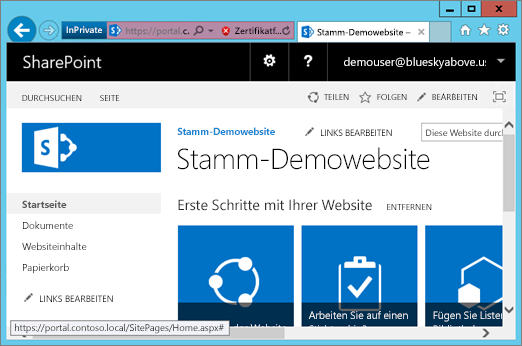 InPrivate https://portal.c. Zertifikatf... Stamm-Demowebsite –
SharePoint ? demouser@blueskyabove.us
DURCHSUCHEN SEITE TEILEN FOLGEN BEARBEITEN
S
Stamm-Demowebsite LINKS BEARBEITEN Diese Website durc
Stamm-Demowebsite
Startseite
Erste Schritte mit Ihrer Website ENTFERNEN
Dokumente
Websiteinhalte
Papierkorb
LINKS BEARBEITEN
Arbeiten Sie auf einen
Fügen Sie Listen
https://portal.contoso.local/SitePages/Home.aspx#